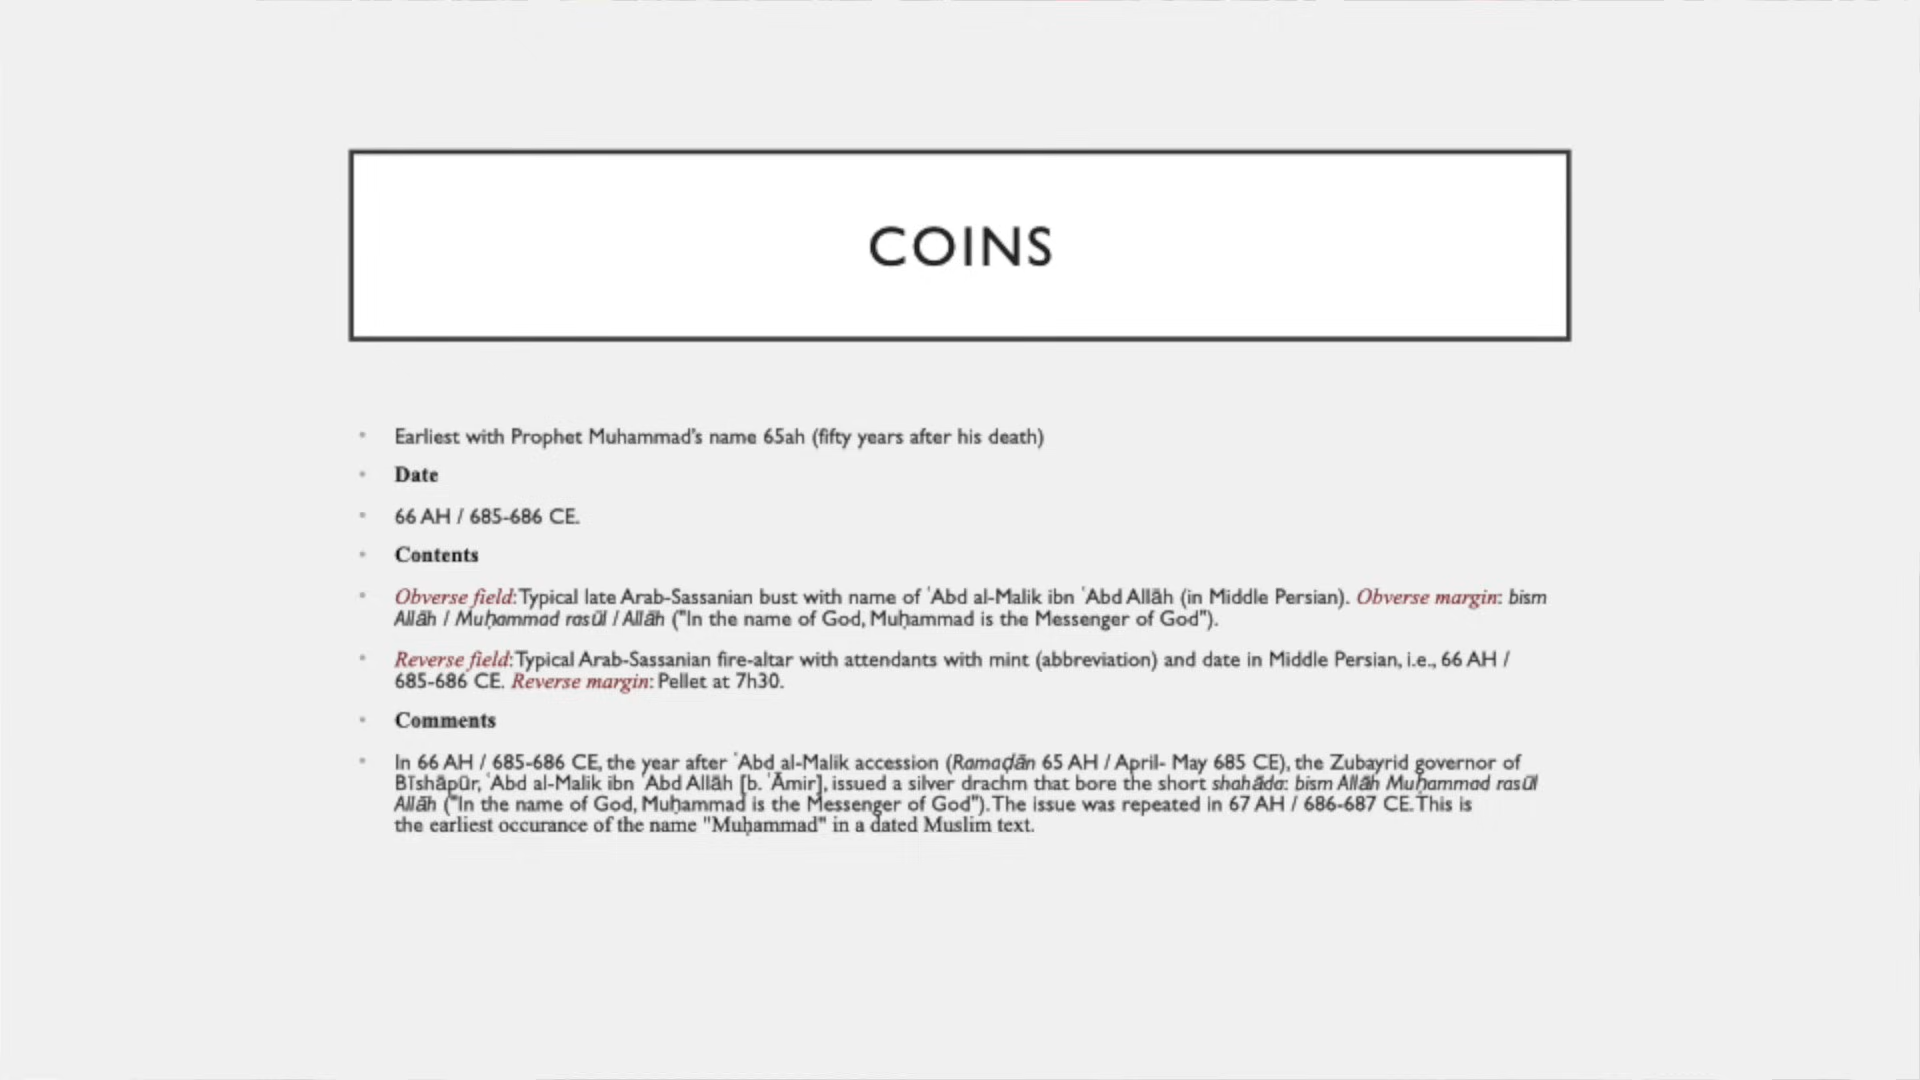 COINS
• Earliest with Prophet Muhammad's name 65ah (fifty years after his death)
• Date
• 66 AH / 685-686 CE.
• Contents
• Obverse field: Typical late Arab-Sassanian bust with name of ʿAbd al-Malik ibn ʿAbd Allāh (in Middle Persian). Obverse margin: bism
Allāh / Muḥammad rasūl / Allāh ("In the name of God, Muḥammad is the Messenger of God").
• Reverse field: Typical Arab-Sassanian fire-altar with attendants with mint (abbreviation) and date in Middle Persian, i.e., 66 AH /
685-686 CE. Reverse margin: Pellet at 7h30.
• Comments
• In 66 AH / 685-686 CE, the year after ʿAbd al-Malik accession (Ramaḍān 65 AH / April- May 685 CE), the Zubayrid governor of
Bīshāpūr, ʿAbd al-Malik ibn ʿAbd Allāh [b. ʿĀmir], issued a silver drachm that bore the short shahāda: bism Allāh Muḥammad rasūl
Allāh ("In the name of God, Muḥammad is the Messenger of God"). The issue was repeated in 67 AH / 686-687 CE. This is
the earliest occurance of the name "Muḥammad" in a dated Muslim text.